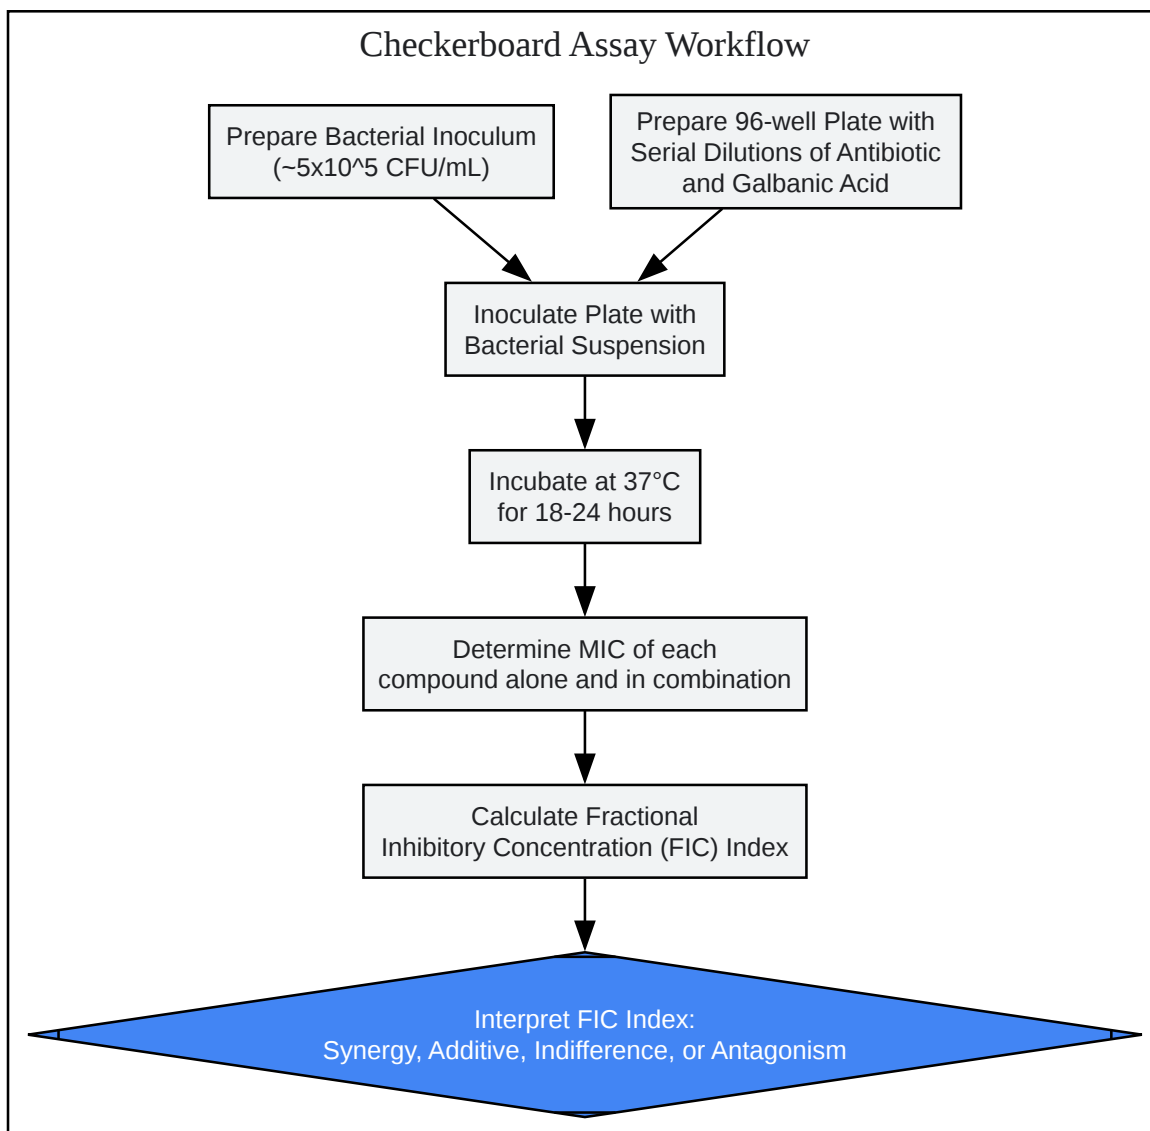 Checkerboard Assay Workflow
Prepare Bacterial Inoculum
(~5x10^5 CFU/mL)
Prepare 96-well Plate with
Serial Dilutions of Antibiotic
and Galbanic Acid
Inoculate Plate with
Bacterial Suspension
Incubate at 37°C
for 18-24 hours
Determine MIC of each
compound alone and in combination
Calculate Fractional
Inhibitory Concentration (FIC) Index
Interpret FIC Index:
Synergy, Additive, Indifference, or Antagonism